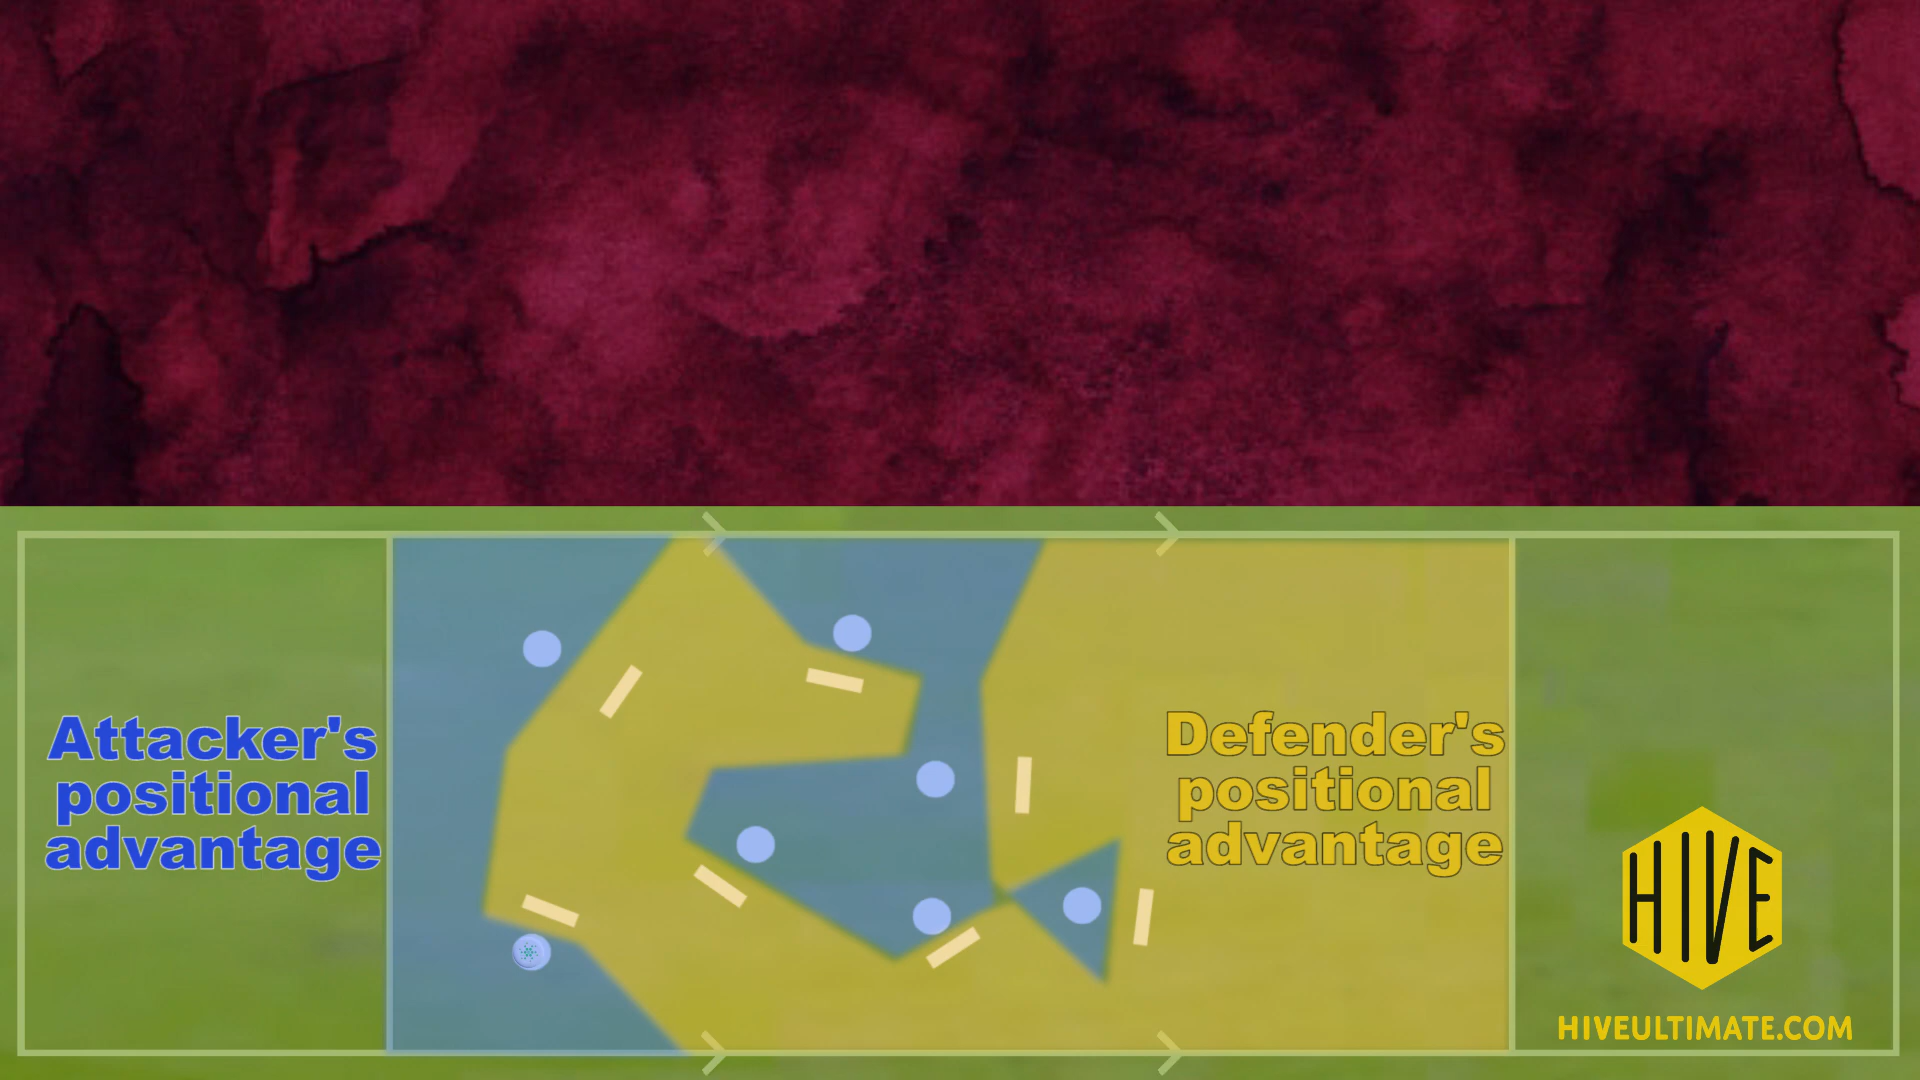 Attacker's
positional
advantage
Defender's
positional
advantage
HIVE
HIVEULTIMATE.COM